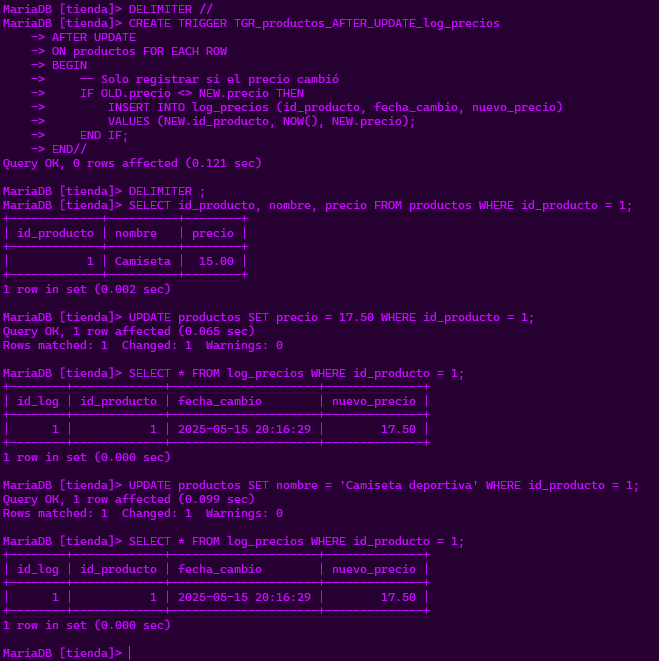 MariaDB [tienda]> DELIMITER //
MariaDB [tienda]> CREATE TRIGGER TGR_productos_AFTER_UPDATE_log_precios
    -> AFTER UPDATE
    -> ON productos FOR EACH ROW
    -> BEGIN
    ->     -- Solo registrar si el precio cambió
    ->     IF OLD.precio <> NEW.precio THEN
    ->         INSERT INTO log_precios (id_producto, fecha_cambio, nuevo_precio)
    ->         VALUES (NEW.id_producto, NOW(), NEW.precio);
    ->     END IF;
    -> END//
Query OK, 0 rows affected (0.121 sec)

MariaDB [tienda]> DELIMITER ;
MariaDB [tienda]> SELECT id_producto, nombre, precio FROM productos WHERE id_producto = 1;
+-------------+----------+--------+
| id_producto | nombre   | precio |
+-------------+----------+--------+
|           1 | Camiseta |  15.00 |
+-------------+----------+--------+
1 row in set (0.002 sec)

MariaDB [tienda]> UPDATE productos SET precio = 17.50 WHERE id_producto = 1;
Query OK, 1 row affected (0.065 sec)
Rows matched: 1  Changed: 1  Warnings: 0

MariaDB [tienda]> SELECT * FROM log_precios WHERE id_producto = 1;
+--------+-------------+---------------------+--------------+
| id_log | id_producto | fecha_cambio        | nuevo_precio |
+--------+-------------+---------------------+--------------+
|      1 |           1 | 2025-05-15 20:16:29 |        17.50 |
+--------+-------------+---------------------+--------------+
1 row in set (0.000 sec)

MariaDB [tienda]> UPDATE productos SET nombre = 'Camiseta deportiva' WHERE id_producto = 1;
Query OK, 1 row affected (0.099 sec)
Rows matched: 1  Changed: 1  Warnings: 0

MariaDB [tienda]> SELECT * FROM log_precios WHERE id_producto = 1;
+--------+-------------+---------------------+--------------+
| id_log | id_producto | fecha_cambio        | nuevo_precio |
+--------+-------------+---------------------+--------------+
|      1 |           1 | 2025-05-15 20:16:29 |        17.50 |
+--------+-------------+---------------------+--------------+
1 row in set (0.000 sec)

MariaDB [tienda]>